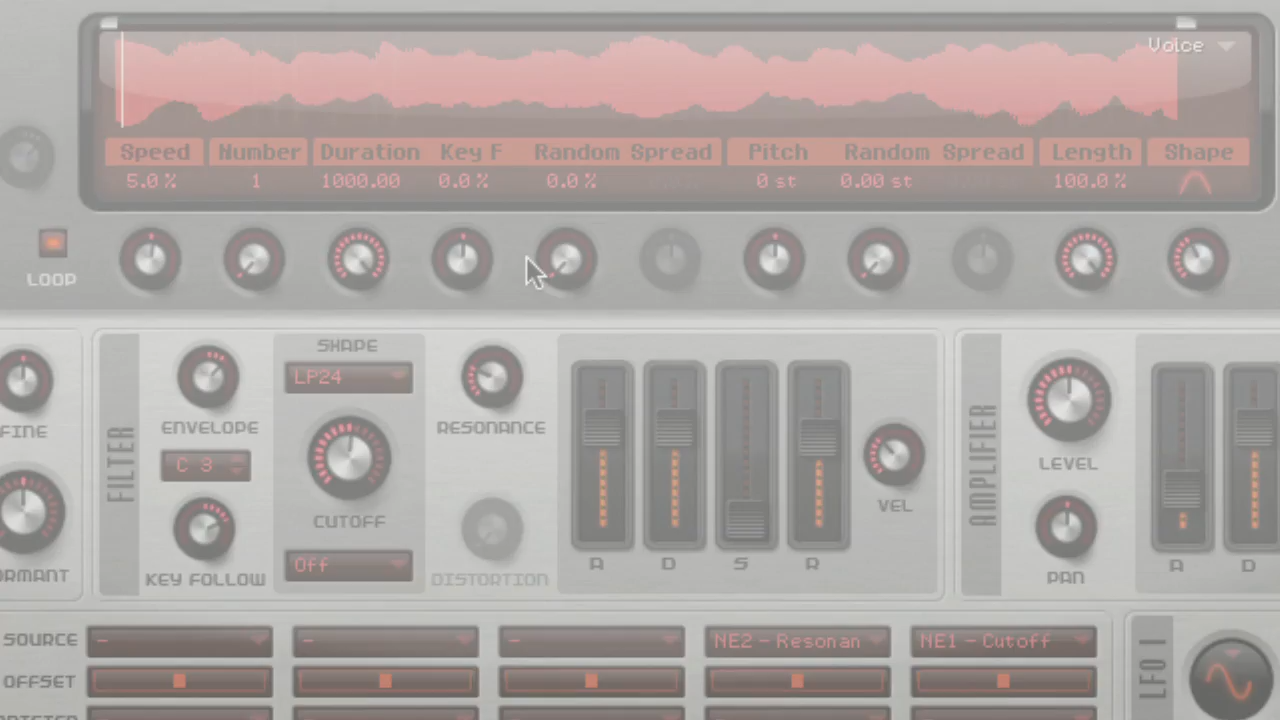 Voice
Speed Number Duration Key F Random Spread Pitch Random Spread Length Shape
5.0 % 1 1000.00 0.0 % 0.0 % 0 st 0.00 st 100.0 %
LOOP
SHAPE
LP24
FINE ENVELOPE RESONANCE
FILTER
C 3
AMPLIFIER
LEVEL
VEL
CUTOFF
Off
A D S R
A D
ORMANT KEY FOLLOW DISTORTION PAN
SOURCE - - - NE2 - Resonan NE1 - Cutoff
OFFSET
LFO 1